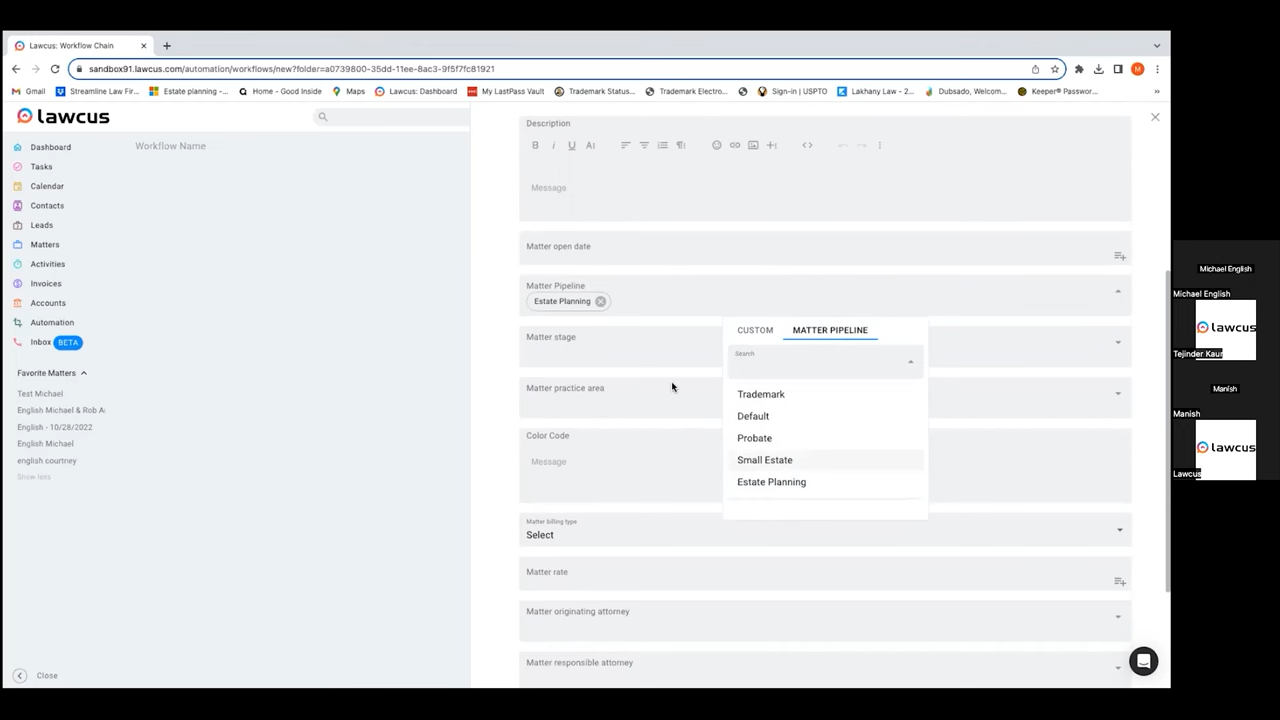 Lawcus: Workflow Chain
sandbox91.lawcus.com/automation/workflows/new?folder=a0739800-35dd-11ee-8ac3-9f5f7fc81921
M
Gmail
Streamline Law Fir...
Estate planning -...
Calendar - Home - Good Inside
Maps
Lawcus: Dashboard
My LastPass Vault
Trademark Status...
Trademark Electro...
Sign-in | USPTO
Lakhany Law - 2...
Dubsado, Welcom...
Keeper® Passwor...
lawcus
Workflow Name
Dashboard
Tasks
Calendar
Contacts
Leads
Matters
Activities
Invoices
Accounts
Automation
Inbox BETA
Favorite Matters
Test Michael
English Michael & Rob A
English - 10/28/2022
English Michael
english courtney
Show less
Close
Description
Message
Matter open date
Matter Pipeline
Estate Planning
Matter stage
Matter practice area
Color Code
Message
Matter billing type
Select
Matter rate
Matter originating attorney
Matter responsible attorney
CUSTOM
MATTER PIPELINE
Search
Trademark
Default
Probate
Small Estate
Estate Planning
Michael English
Michael English
lawcus
Tejinder Kaur
Manish
Manish
lawcus
Lawcus